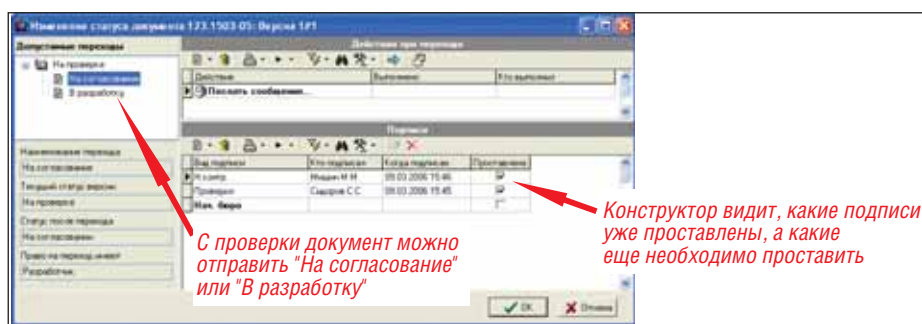 Изменение статуса документа 123.1503-05: Версия 1#1
Допустимые переходы
Действия при переходе
На проверке
На согласование
В разработку
Действие
Выполнено
Кто выполнил
Послать сообщение...
Подписи
Вид подписи
Кто подписал
Когда подписан
Проставлена
Н.контр
Мишин М.М.
09.03.2006 15:46
Проверил
Сидоров С.С.
09.03.2006 15:45
Нач. бюро
Наименование перехода
На согласование
Текущий статус версии
На проверке
Статус после перехода
На согласовании
Право на переход имеет
Разработчик
OK
Отмена
С проверки документ можно
отправить "На согласование"
или "В разработку"
Конструктор видит, какие подписи
уже проставлены, а какие
еще необходимо проставить